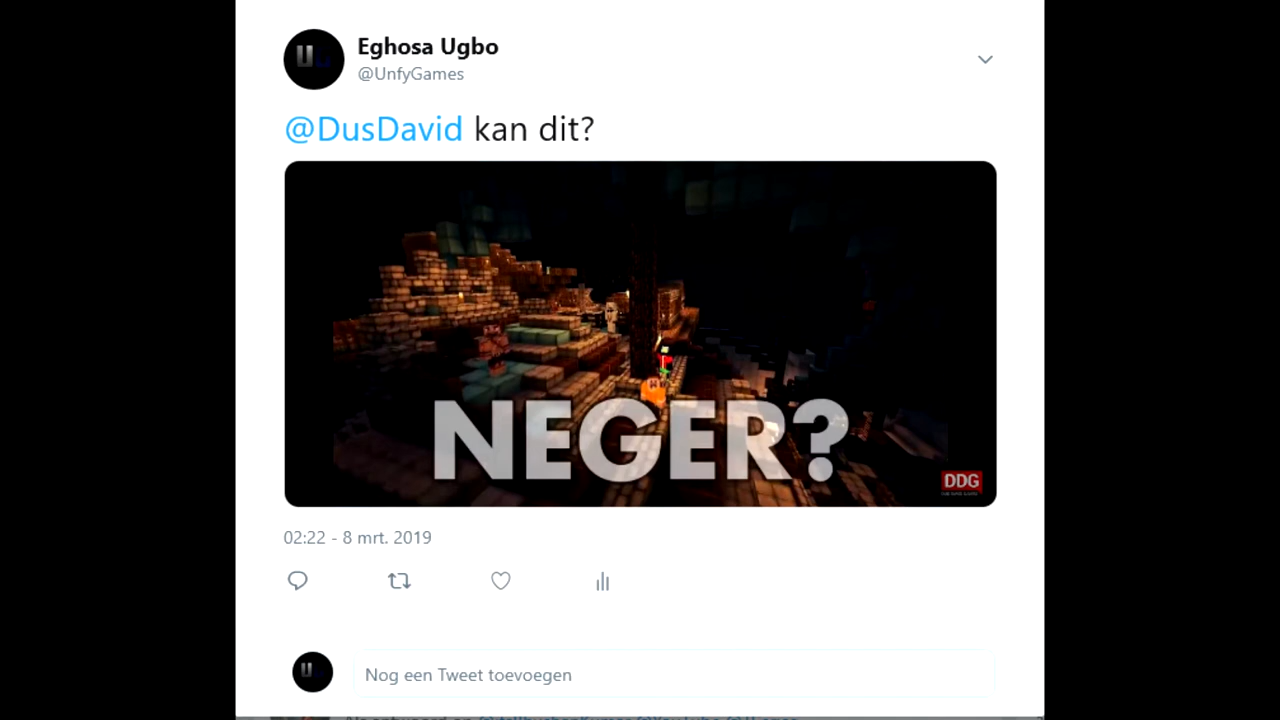 Eghosa Ugbo
@UnfyGames
@DusDavid kan dit?
NEGER?
DDG
02:22 - 8 mrt. 2019
Nog een Tweet toevoegen